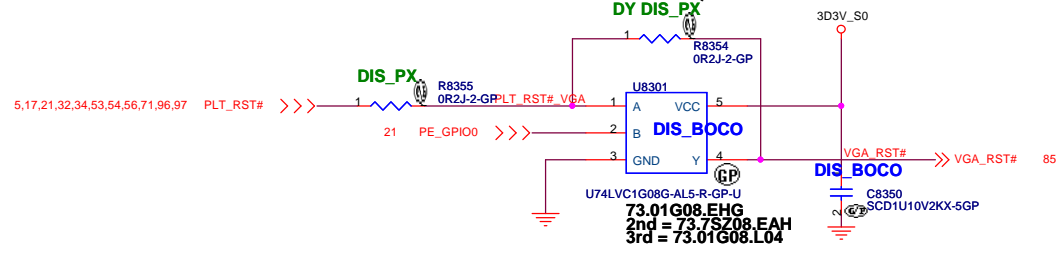 DY DIS_PX
3D3V_S0
1
R8354
0R2J-2-GP
DIS_PX
1
R8355
0R2J-2-GP
PLT_RST#_VGA
5,17,21,32,34,53,54,56,71,96,97 PLT_RST#
U8301
1 A VCC 5
21 PE_GPIO0
2 B
DIS_BOCO
3 GND Y 4
VGA_RST#
VGA_RST# 85
DIS_BOCO
GP
C8350
SCD1U10V2KX-5GP
2
U74LVC1G08G-AL5-R-GP-U
73.01G08.EHG
2nd = 73.7SZ08.EAH
3rd = 73.01G08.L04